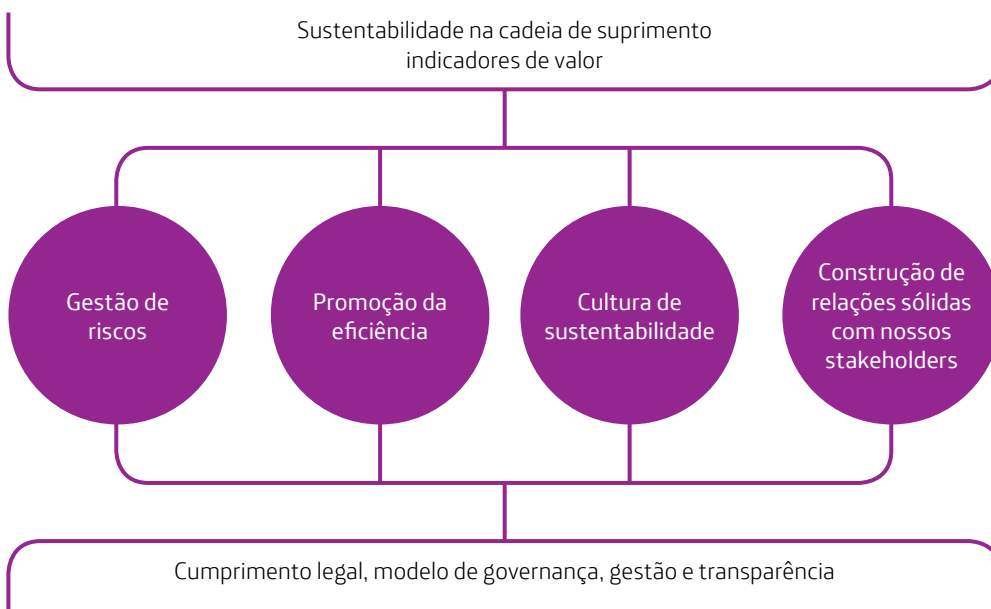 Sustentabilidade na cadeia de suprimento
indicadores de valor
Gestão de
riscos
Promoção da
eficiência
Cultura de
sustentabilidade
Construção de
relações sólidas
com nossos
stakeholders
Cumprimento legal, modelo de governança, gestão e transparência